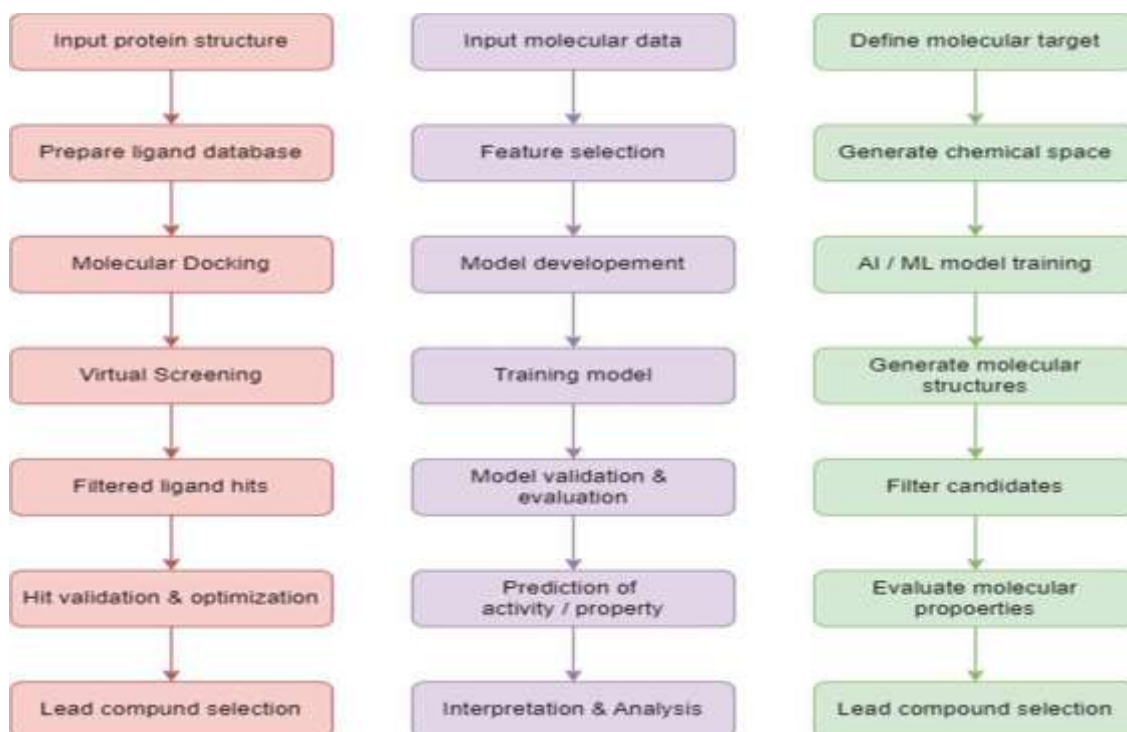 Input protein structure
Prepare ligand database
Molecular Docking
Virtual Screening
Filtered ligand hits
Hit validation & optimization
Lead compund selection
Input molecular data
Feature selection
Model developement
Training model
Model validation &
evaluation
Prediction of
activity / property
Interpretation & Analysis
Define molecular target
Generate chemical space
AI / ML model training
Generate molecular
structures
Filter candidates
Evaluate molecular
propoerties
Lead compound selection